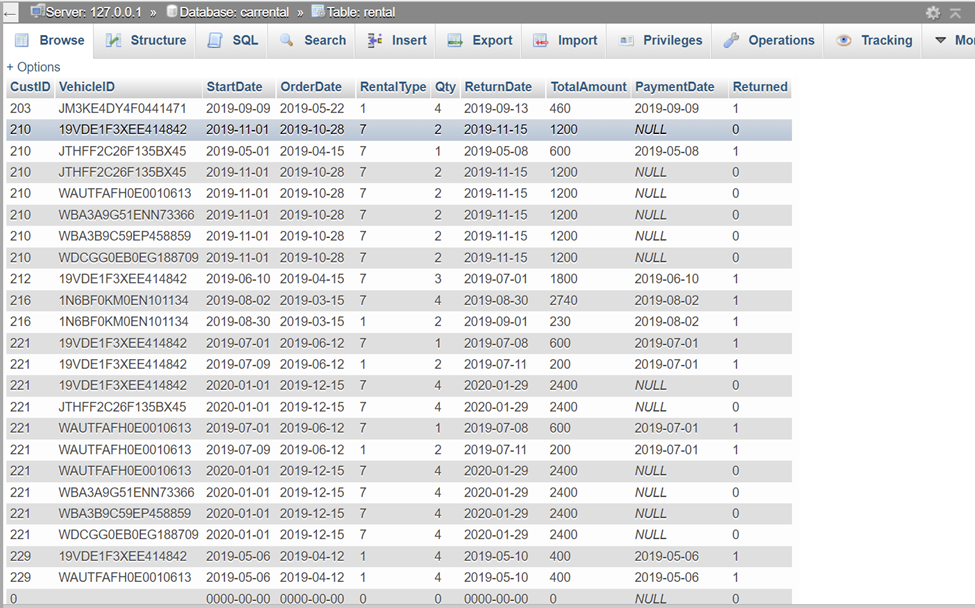 Server: 127.0.0.1 » Database: carrental » Table: rental
Browse Structure SQL Search Insert Export Import Privileges Operations Tracking Mor
+ Options
CustID VehicleID StartDate OrderDate RentalType Qty ReturnDate TotalAmount PaymentDate Returned
203 JM3KE4DY4F0441471 2019-09-09 2019-05-22 1 4 2019-09-13 460 2019-09-09 1
210 19VDE1F3XEE414842 2019-11-01 2019-10-28 7 2 2019-11-15 1200 NULL 0
210 JTHFF2C26F135BX45 2019-05-01 2019-04-15 7 1 2019-05-08 600 2019-05-08 1
210 JTHFF2C26F135BX45 2019-11-01 2019-10-28 7 2 2019-11-15 1200 NULL 0
210 WAUTFAFH0E0010613 2019-11-01 2019-10-28 7 2 2019-11-15 1200 NULL 0
210 WBA3A9G51ENN73366 2019-11-01 2019-10-28 7 2 2019-11-15 1200 NULL 0
210 WBA3B9C59EP458859 2019-11-01 2019-10-28 7 2 2019-11-15 1200 NULL 0
210 WDCGG0EB0EG188709 2019-11-01 2019-10-28 7 2 2019-11-15 1200 NULL 0
212 19VDE1F3XEE414842 2019-06-10 2019-04-15 7 3 2019-07-01 1800 2019-06-10 1
216 1N6BF0KM0EN101134 2019-08-02 2019-03-15 7 4 2019-08-30 2740 2019-08-02 1
216 1N6BF0KM0EN101134 2019-08-30 2019-03-15 1 2 2019-09-01 230 2019-08-02 1
221 19VDE1F3XEE414842 2019-07-01 2019-06-12 7 1 2019-07-08 600 2019-07-01 1
221 19VDE1F3XEE414842 2019-07-09 2019-06-12 1 2 2019-07-11 200 2019-07-01 1
221 19VDE1F3XEE414842 2020-01-01 2019-12-15 7 4 2020-01-29 2400 NULL 0
221 JTHFF2C26F135BX45 2020-01-01 2019-12-15 7 4 2020-01-29 2400 NULL 0
221 WAUTFAFH0E0010613 2019-07-01 2019-06-12 7 1 2019-07-08 600 2019-07-01 1
221 WAUTFAFH0E0010613 2019-07-09 2019-06-12 1 2 2019-07-11 200 2019-07-01 1
221 WAUTFAFH0E0010613 2020-01-01 2019-12-15 7 4 2020-01-29 2400 NULL 0
221 WBA3A9G51ENN73366 2020-01-01 2019-12-15 7 4 2020-01-29 2400 NULL 0
221 WBA3B9C59EP458859 2020-01-01 2019-12-15 7 4 2020-01-29 2400 NULL 0
221 WDCGG0EB0EG188709 2020-01-01 2019-12-15 7 4 2020-01-29 2400 NULL 0
229 19VDE1F3XEE414842 2019-05-06 2019-04-12 1 4 2019-05-10 400 2019-05-06 1
229 WAUTFAFH0E0010613 2019-05-06 2019-04-12 1 4 2019-05-10 400 2019-05-06 1
0 0000-00-00 0000-00-00 0 0 0000-00-00 0 NULL 0